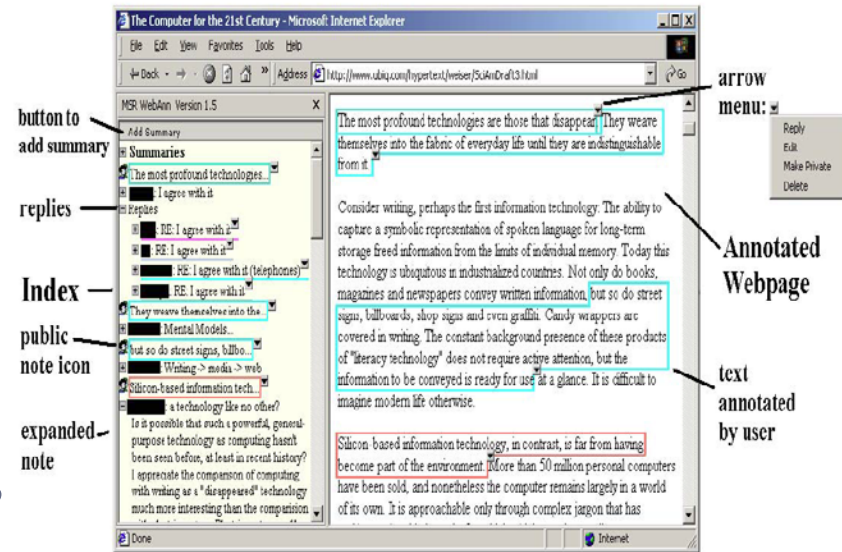 The Computer for the 21st Century - Microsoft Internet Explorer
File Edit View Favorites Tools Help
Back
Address
http://www.ubiq.com/hypertext/weiser/SciAmDraft3.html
Go
MSR WebAnn Version 1.5 X
Add Summary
Summaries
The most profound technologies...
: I agree with it
Replies
: RE: I agree with it
: RE: I agree with it
: RE: I agree with it (telephones)
: RE: I agree with it
They weave themselves into the...
: Mental Models...
but so do street signs, billbo...
: Writing -> media -> web
Silicon-based information tech...
: a technology like no other?
Is it possible that such a powerful, general-
purpose technology as computing hasn't
been seen before, at least in recent history?
I appreciate the comparison of computing
with writing as a "disappeared" technology
much more interesting than the comparision
The most profound technologies are those that disappear. They weave
themselves into the fabric of everyday life until they are indistinguishable
from it.
Consider writing, perhaps the first information technology: The ability to
capture a symbolic representation of spoken language for long-term
storage freed information from the limits of individual memory. Today this
technology is ubiquitous in industrialized countries. Not only do books,
magazines and newspapers convey written information, but so do street
signs, billboards, shop signs and even graffiti. Candy wrappers are
covered in writing. The constant background presence of these products
of "literacy technology" does not require active attention, but the
information to be conveyed is ready for use at a glance. It is difficult to
imagine modern life otherwise.
Silicon-based information technology, in contrast, is far from having
become part of the environment. More than 50 million personal computers
have been sold, and nonetheless the computer remains largely in a world
of its own. It is approachable only through complex jargon that has
Done
Internet
button to
add summary
replies
Index
public
note icon
expanded
note
arrow
menu:
Reply
Edit
Make Private
Delete
Annotated
Webpage
text
annotated
by user